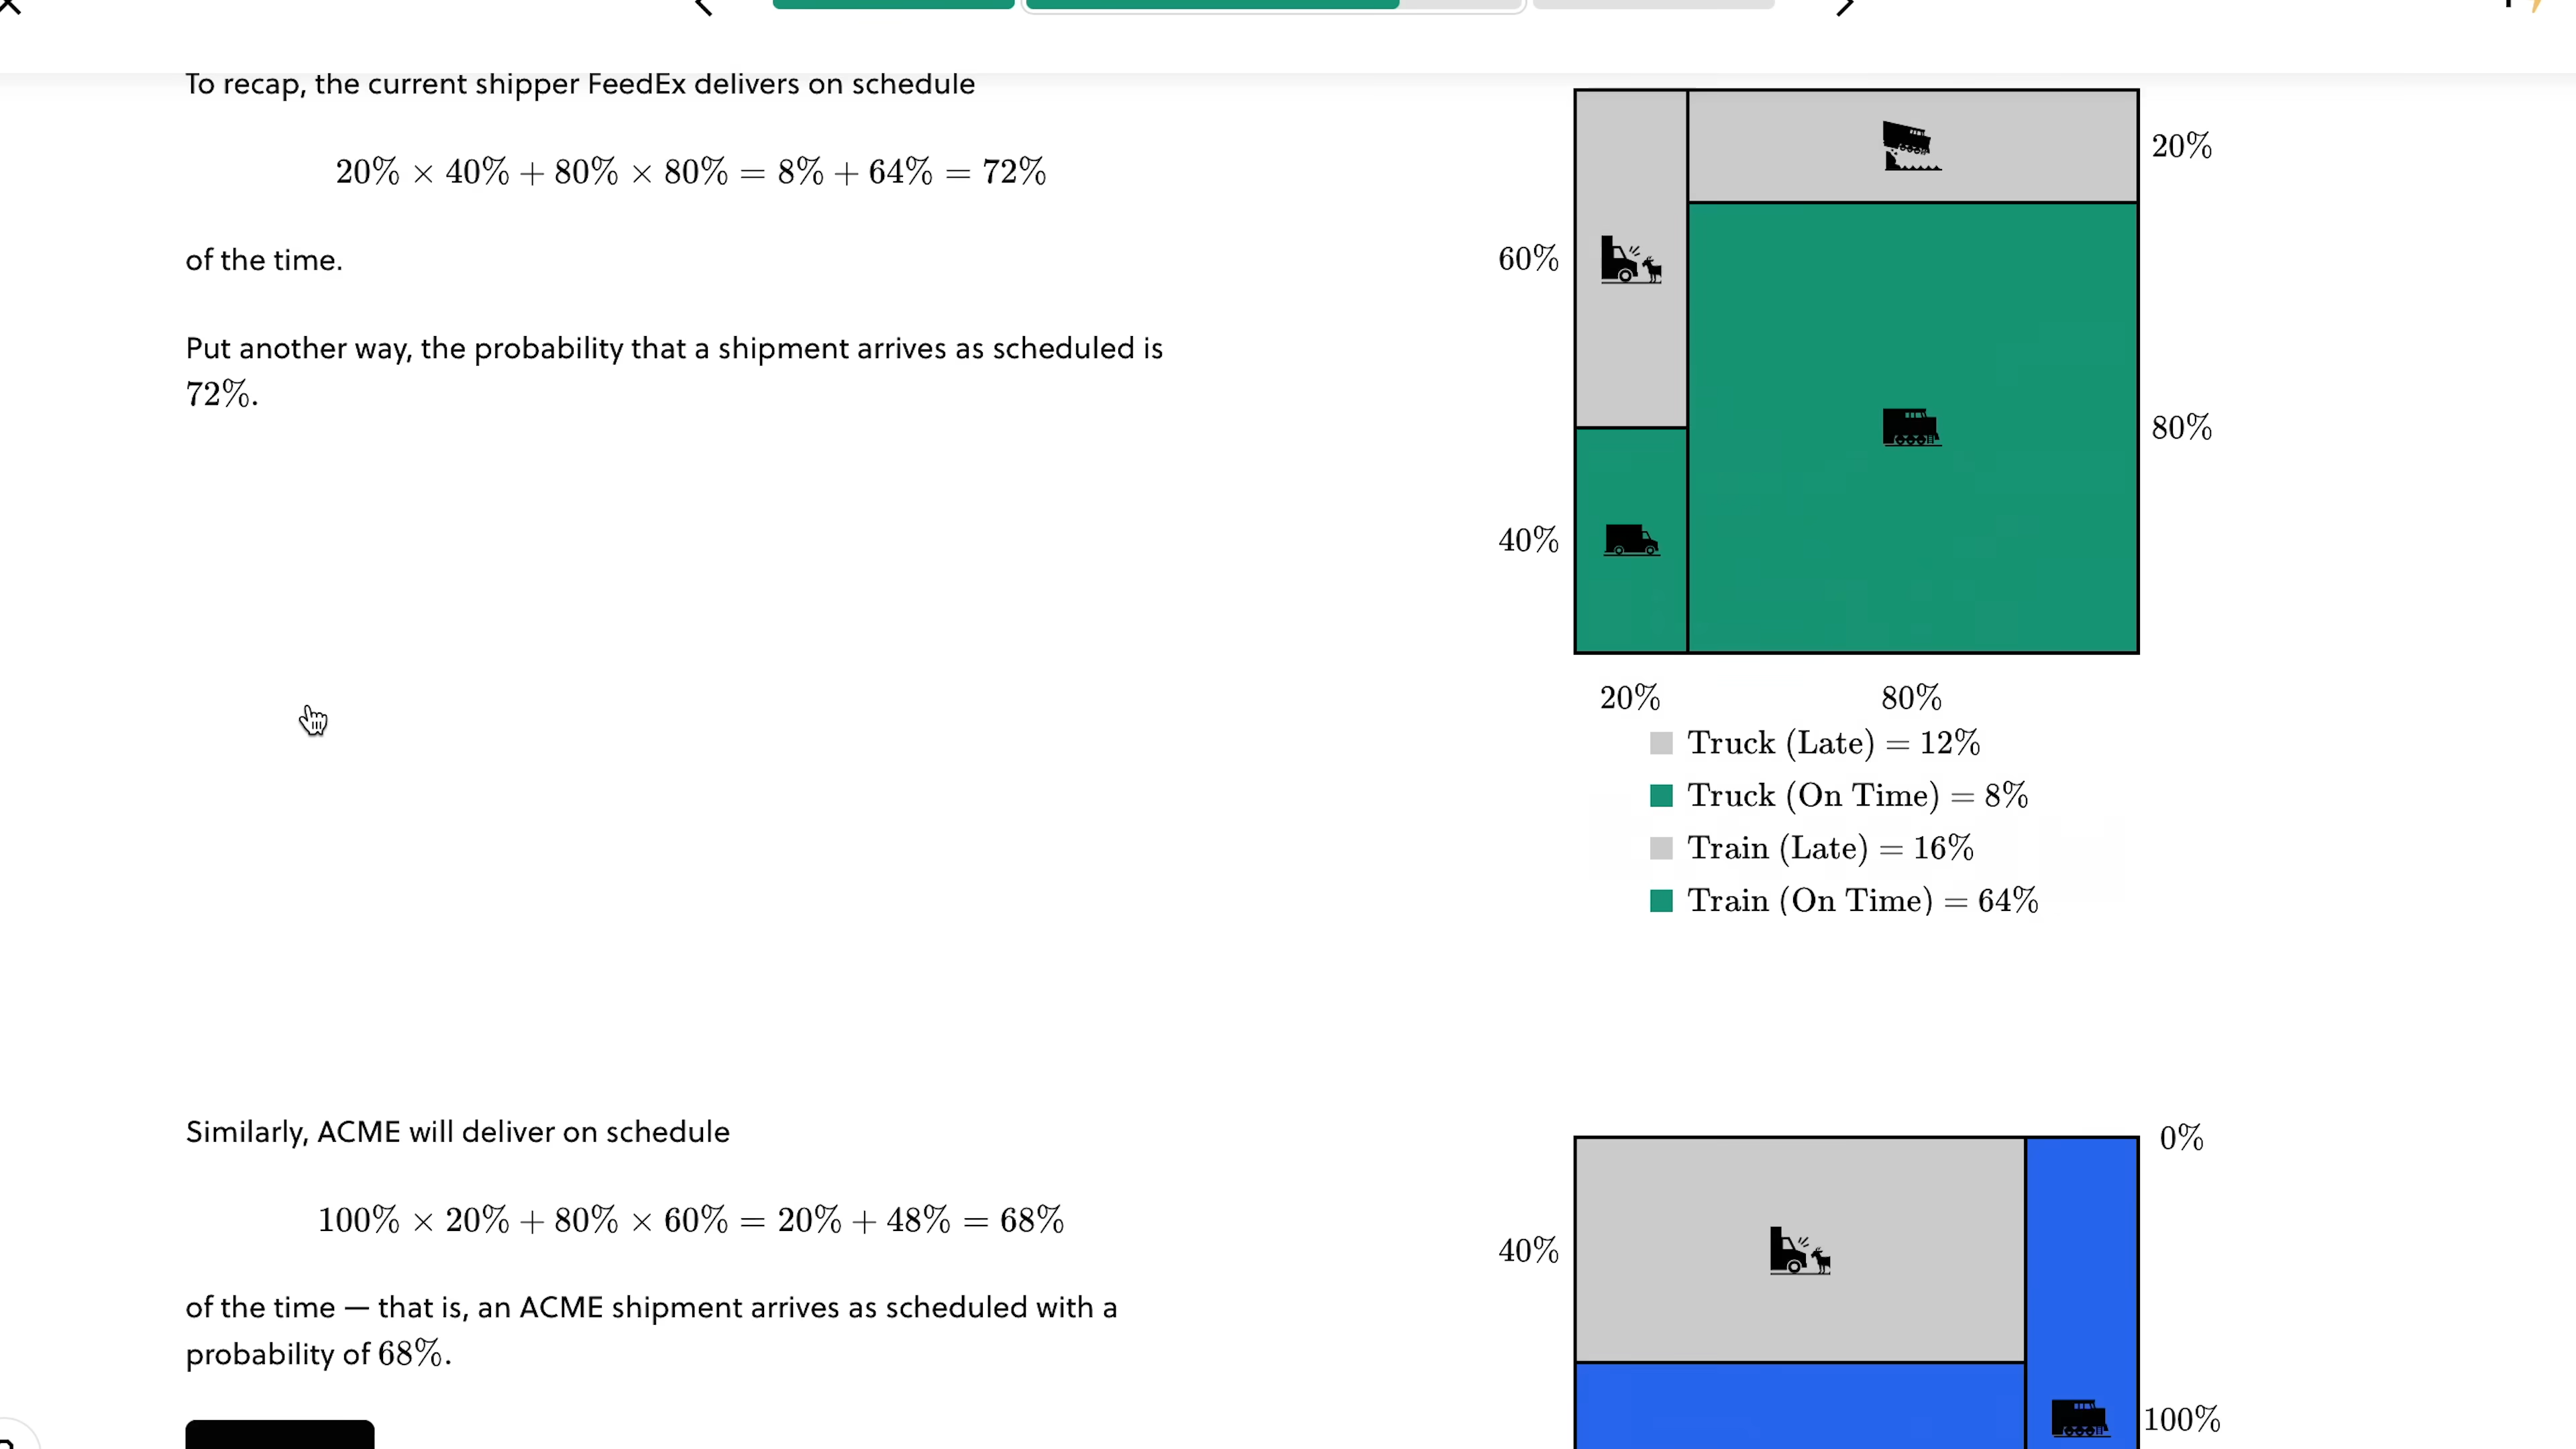 To recap, the current shipper FeedEx delivers on schedule
20% × 40% + 80% × 80% = 8% + 64% = 72%
of the time.
Put another way, the probability that a shipment arrives as scheduled is
72%.
20%
60%
80%
40%
20% 80%
Truck (Late) = 12%
Truck (On Time) = 8%
Train (Late) = 16%
Train (On Time) = 64%
Similarly, ACME will deliver on schedule
100% × 20% + 80% × 60% = 20% + 48% = 68%
of the time — that is, an ACME shipment arrives as scheduled with a
probability of 68%.
0%
40%
100%